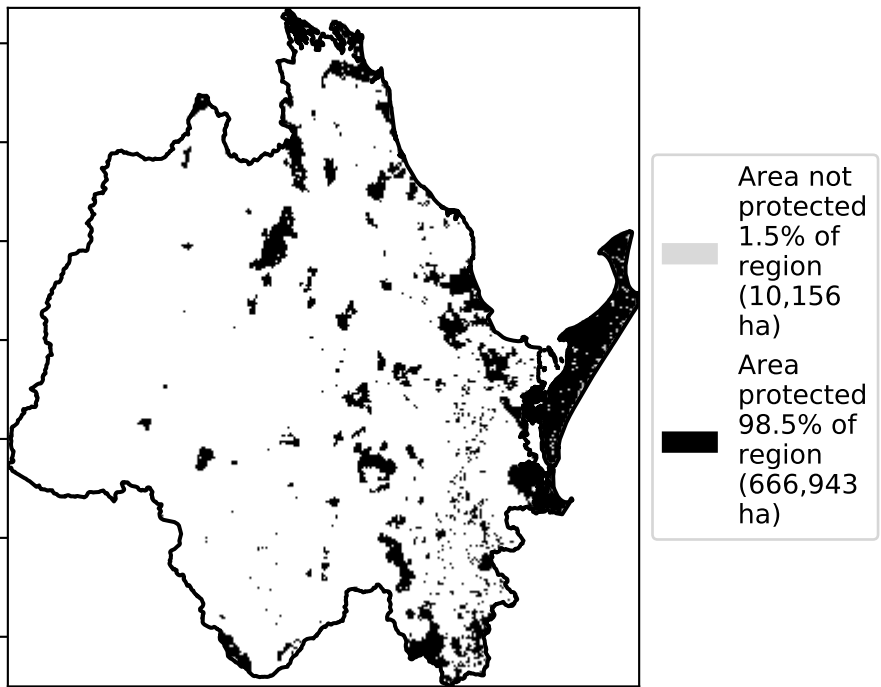 Area not
protected
1.5% of
region
(10,156
ha)
Area
protected
98.5% of
region
(666,943
ha)